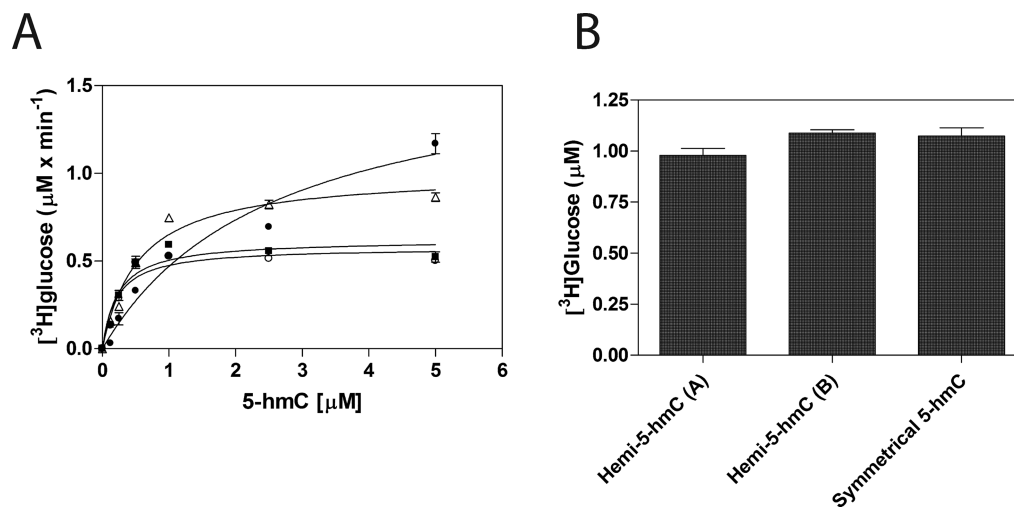 A
B
[³H]glucose (µM x min⁻¹)
1.5
1.0
0.5
0.0
0
1
2
3
4
5
6
5-hmC [µM]
[³H]Glucose (µM)
1.25
1.00
0.75
0.50
0.25
0.00
Hemi-5-hmC (A)
Hemi-5-hmC (B)
Symmetrical 5-hmC